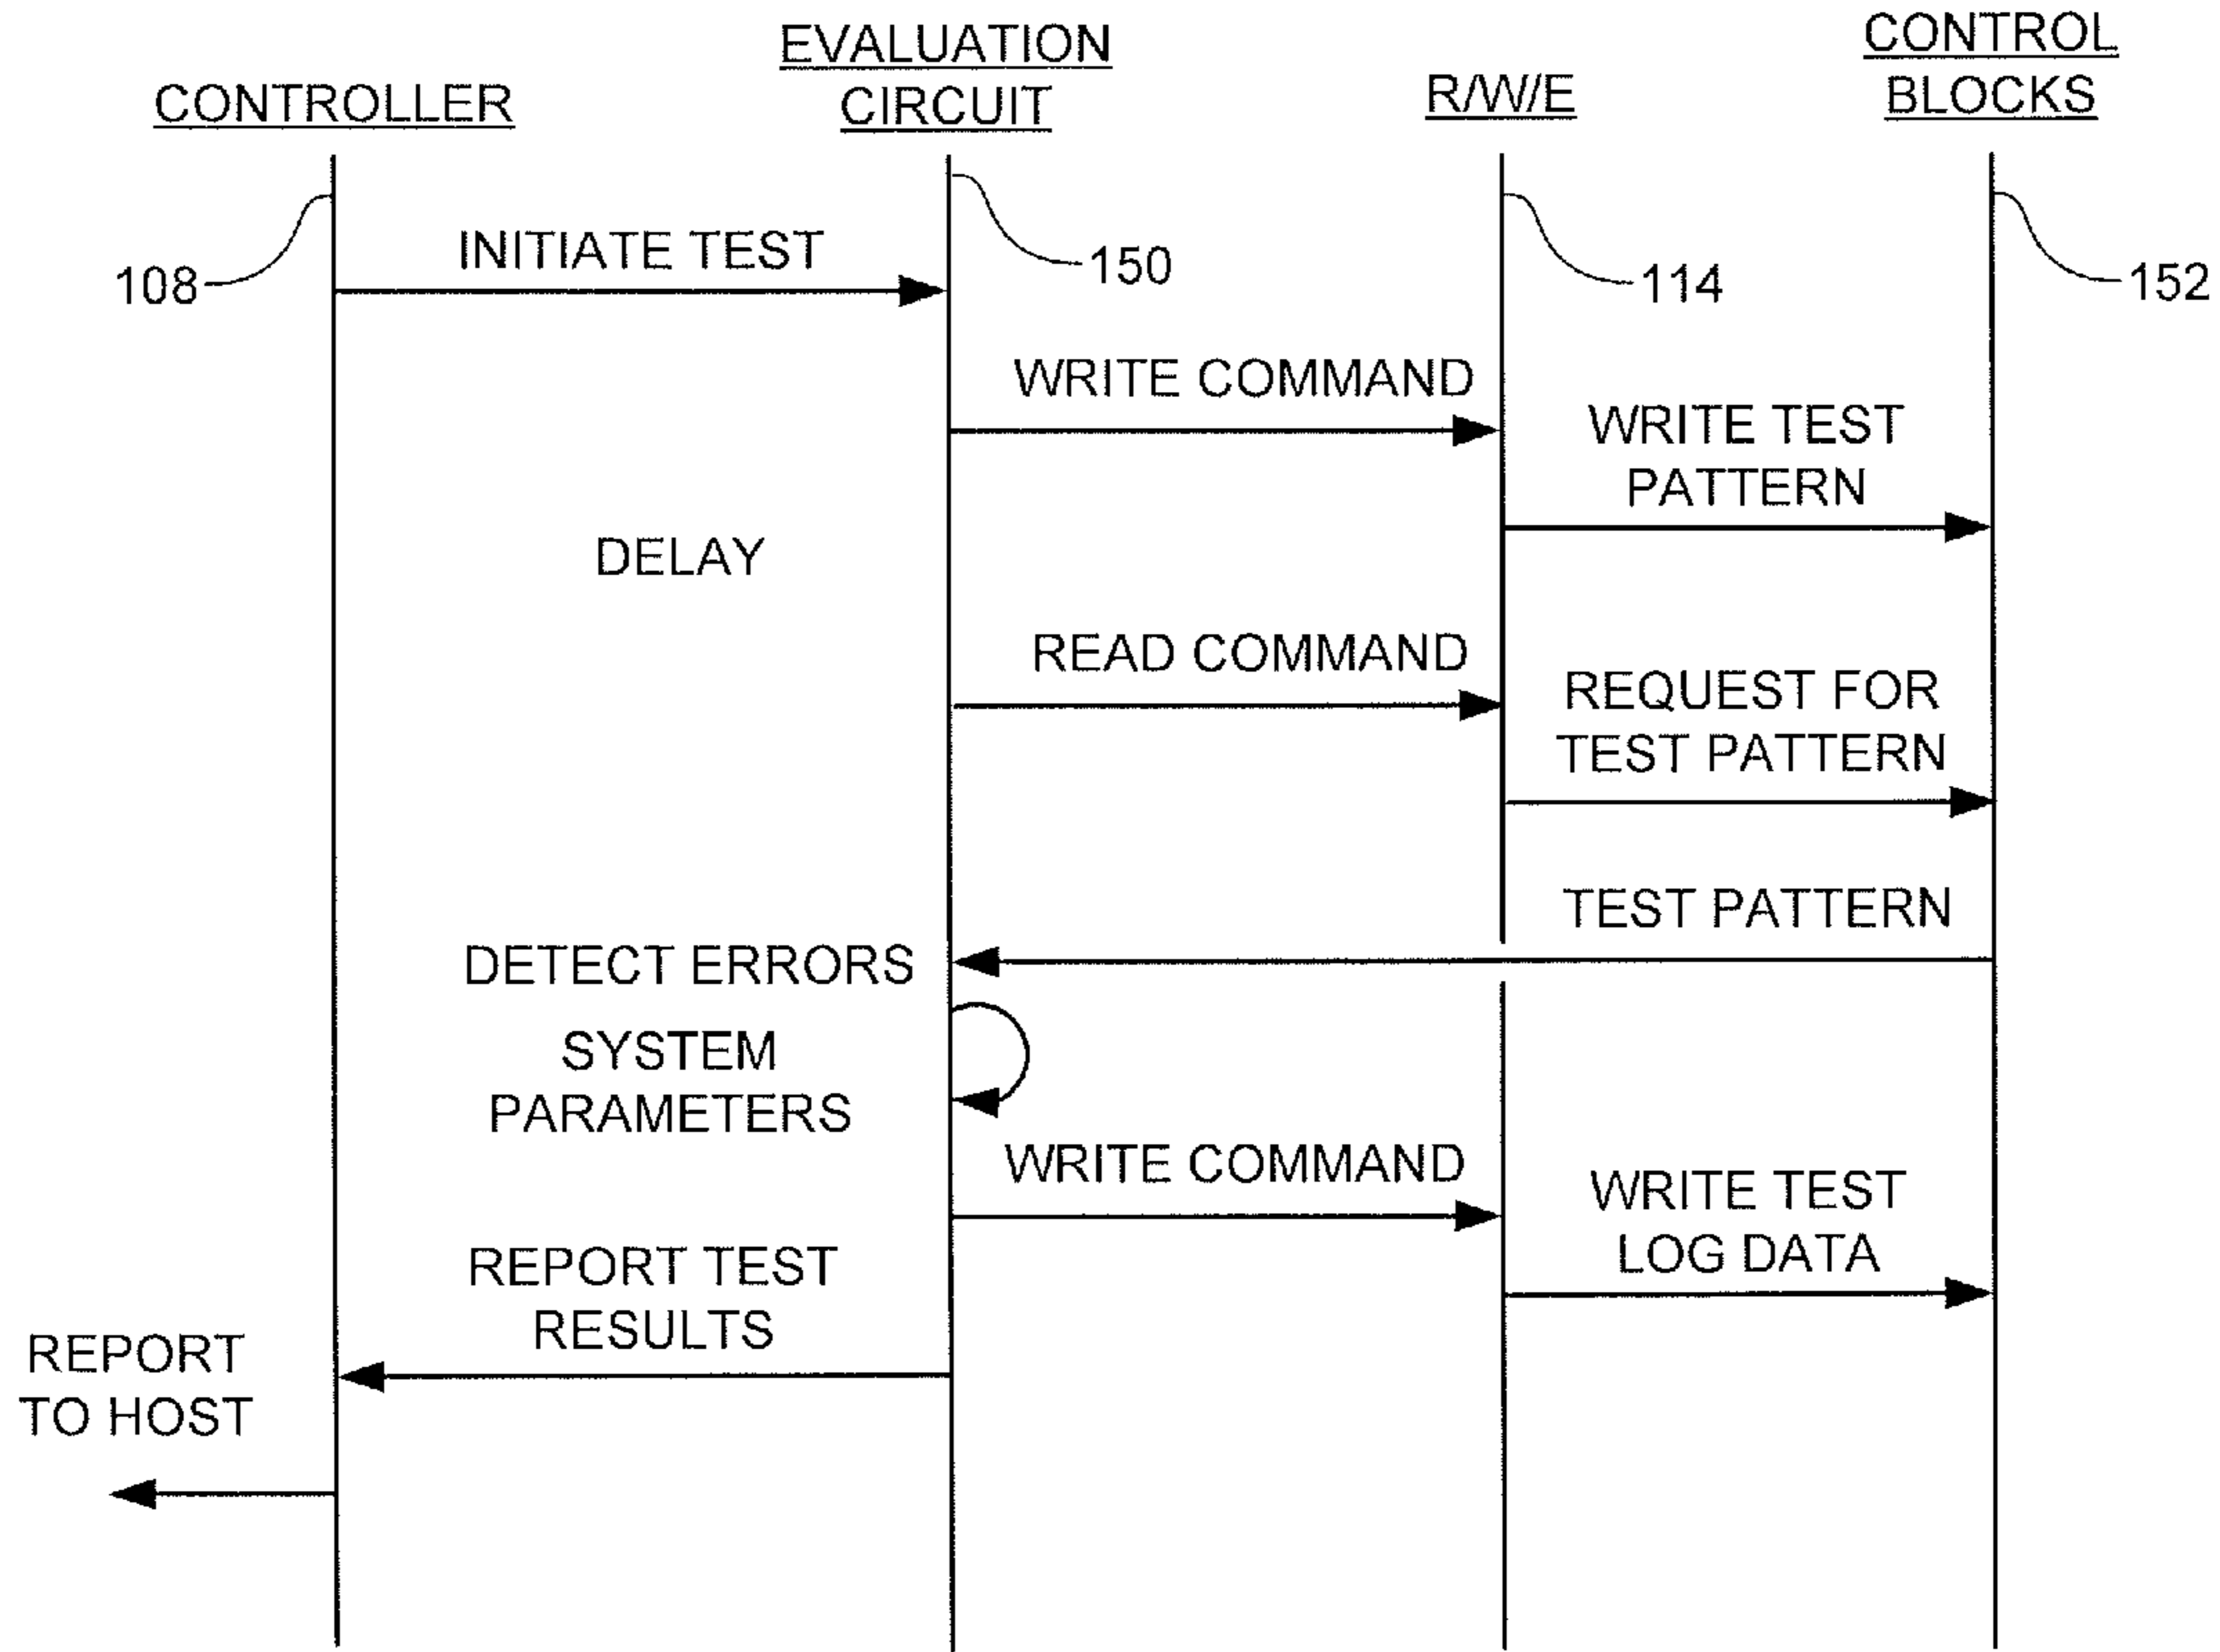 CONTROLLER
EVALUATION
CIRCUIT
R/W/E
CONTROL
BLOCKS
108
INITIATE TEST
150
114
152
WRITE COMMAND
WRITE TEST
PATTERN
DELAY
READ COMMAND
REQUEST FOR
TEST PATTERN
TEST PATTERN
DETECT ERRORS
SYSTEM
PARAMETERS
WRITE COMMAND
WRITE TEST
LOG DATA
REPORT TEST
RESULTS
REPORT
TO HOST